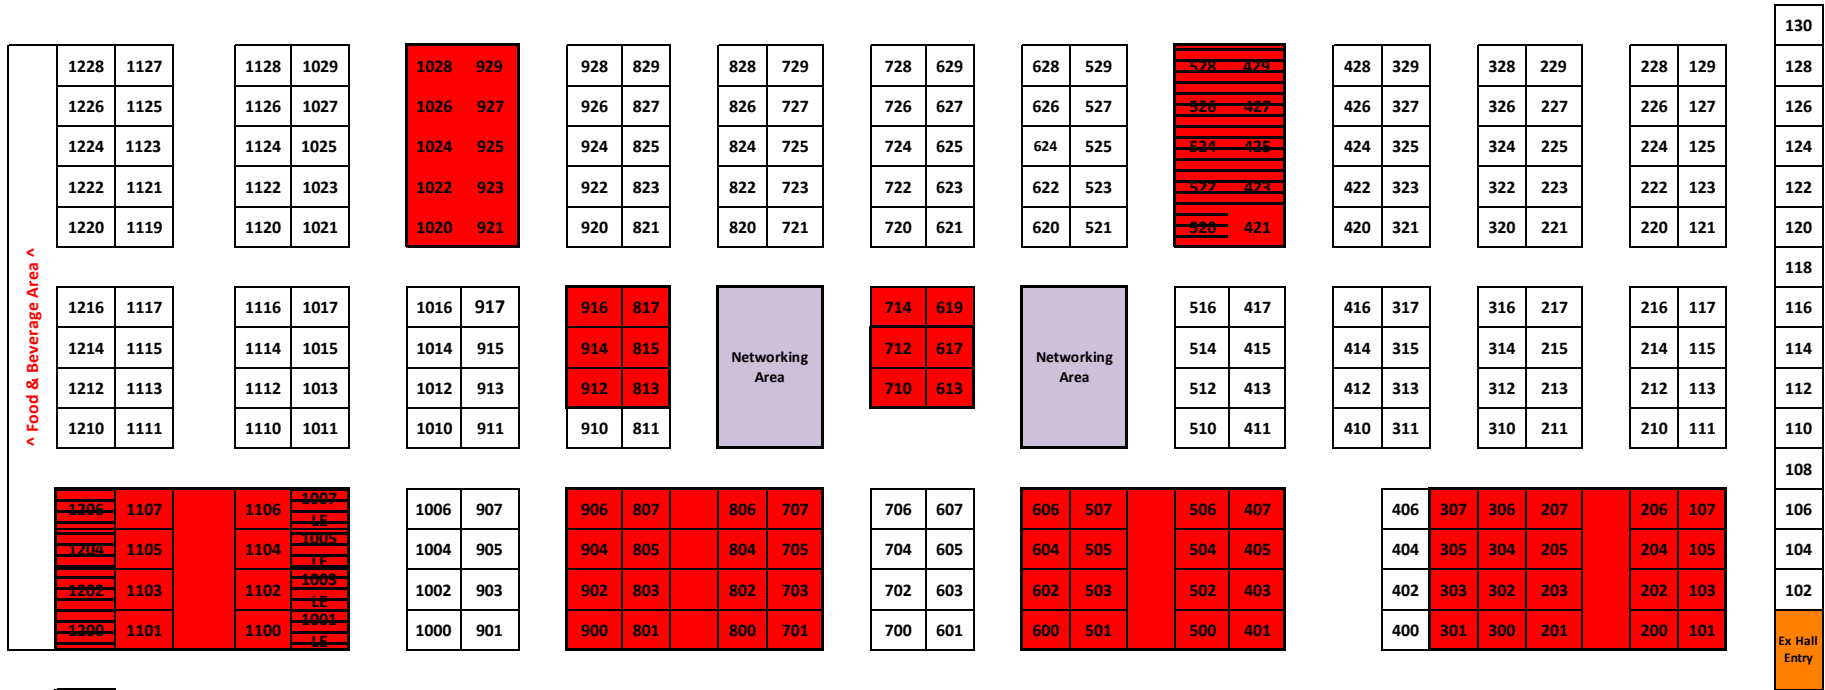 130
1228 1127 1128 1029 1028 929 928 829 828 729 728 629 628 529 528 429 428 329 328 229 228 129 128
1226 1125 1126 1027 1026 927 926 827 826 727 726 627 626 527 526 427 426 327 326 227 226 127 126
1224 1123 1124 1025 1024 925 924 825 824 725 724 625 624 525 524 425 424 325 324 225 224 125 124
1222 1121 1122 1023 1022 923 922 823 822 723 722 623 622 523 522 423 422 323 322 223 222 123 122
1220 1119 1120 1021 1020 921 920 821 820 721 720 621 620 521 520 421 420 321 320 221 220 121 120
118
^ Food & Beverage Area ^
1216 1117 1116 1017 1016 917 916 817 714 619 516 417 416 317 316 217 216 117 116
1214 1115 1114 1015 1014 915 914 815 712 617 514 415 414 315 314 215 214 115 114
Networking
Area
Networking
Area
1212 1113 1112 1013 1012 913 912 813 710 613 512 413 412 313 312 213 212 113 112
1210 1111 1110 1011 1010 911 910 811 510 411 410 311 310 211 210 111 110
108
1206 1107 1106 1007 LE 1006 907 906 807 806 707 706 607 606 507 506 407 406 307 306 207 206 107 106
1204 1105 1104 1005 LE 1004 905 904 805 804 705 704 605 604 505 504 405 404 305 304 205 204 105 104
1202 1103 1102 1003 LE 1002 903 902 803 802 703 702 603 602 503 502 403 402 303 302 203 202 103 102
1200 1101 1100 1001 LE 1000 901 900 801 800 701 700 601 600 501 500 401 400 301 300 201 200 101
Ex Hall
Entry